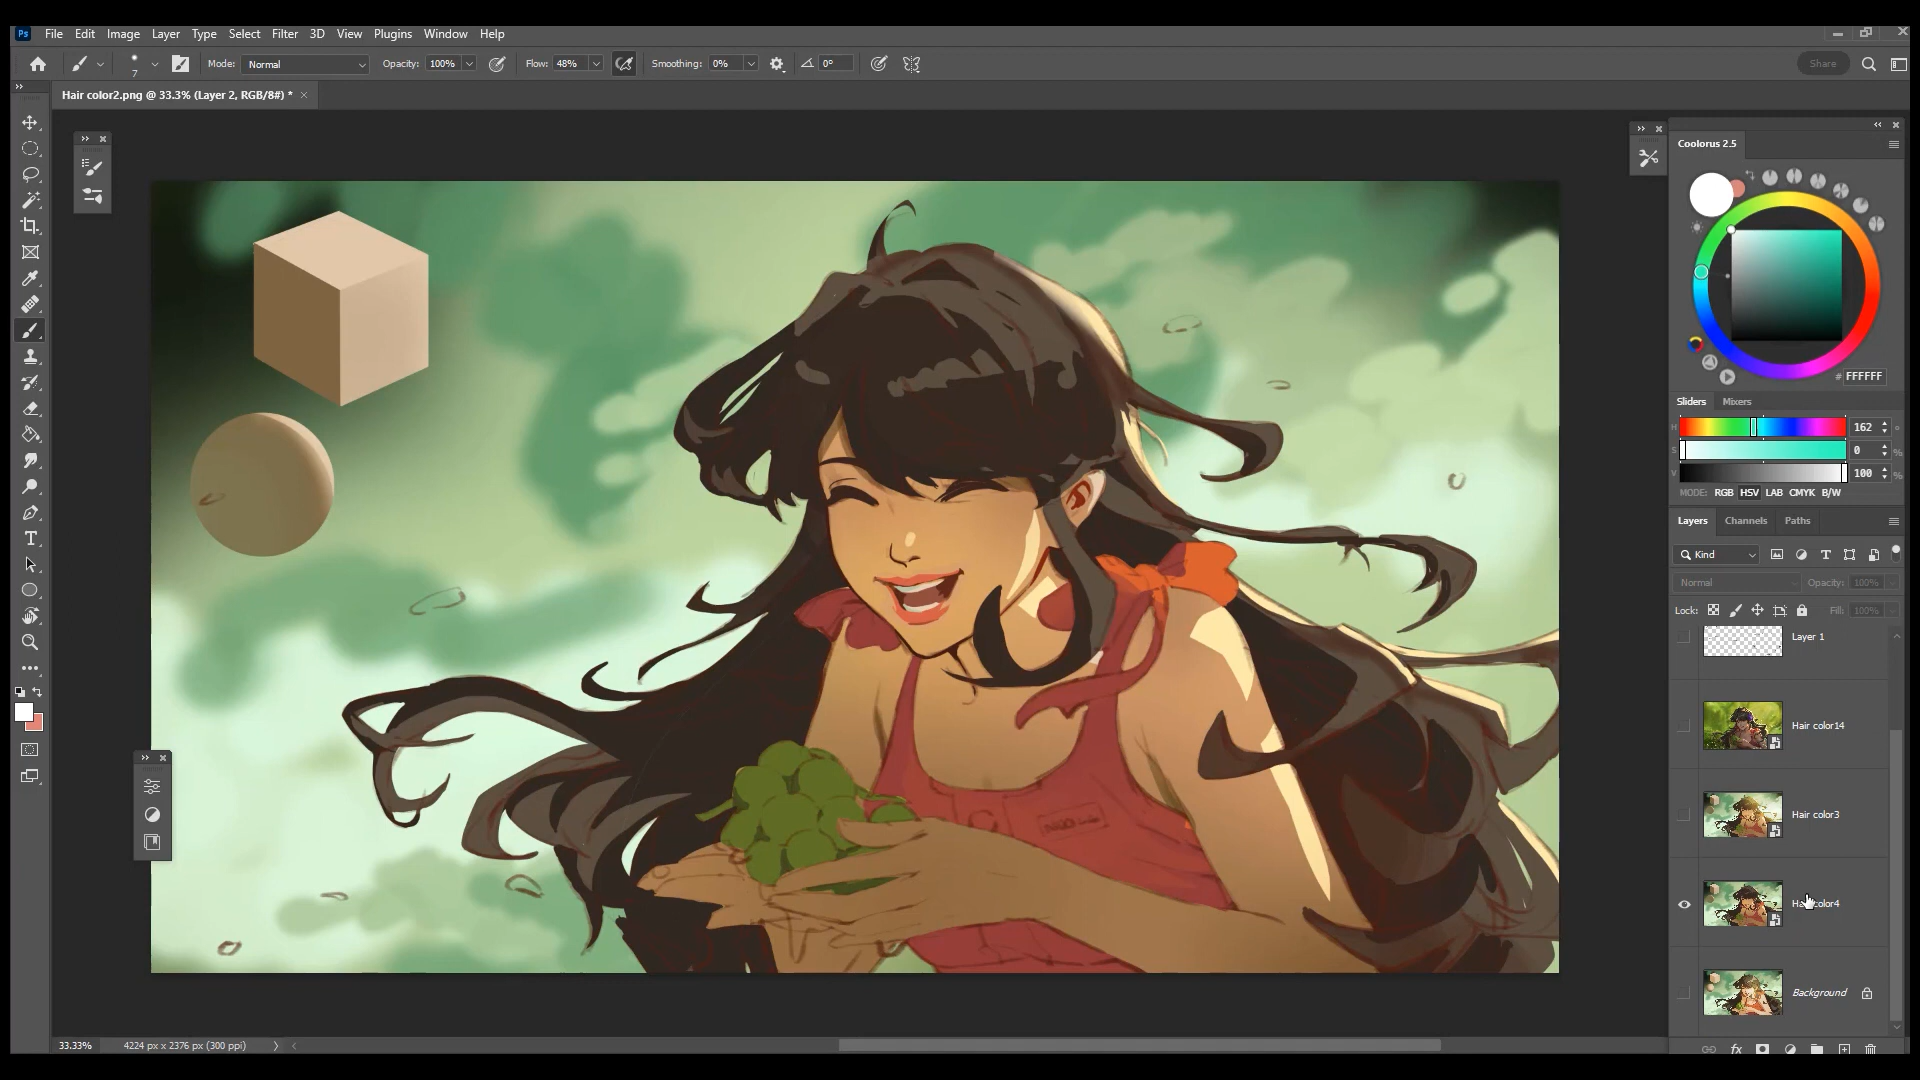 Ps File Edit Image Layer Type Select Filter 3D View Plugins Window Help
7 Mode: Normal Opacity: 100% Flow: 48% Smoothing: 0% 0° Share
Hair color2.png @ 33.3% (Layer 2, RGB/8#) * ×
Coolorus 2.5
# FFFFFF
Sliders Mixers
H 162 °
S 0 %
V 100 %
MODE: RGB HSV LAB CMYK B/W
Layers Channels Paths
Kind
Normal Opacity: 100%
Lock: Fill: 100%
Layer 1
Hair color14
Hair color3
color4
Background
33.33% 4224 px x 2376 px (300 ppi)
fx